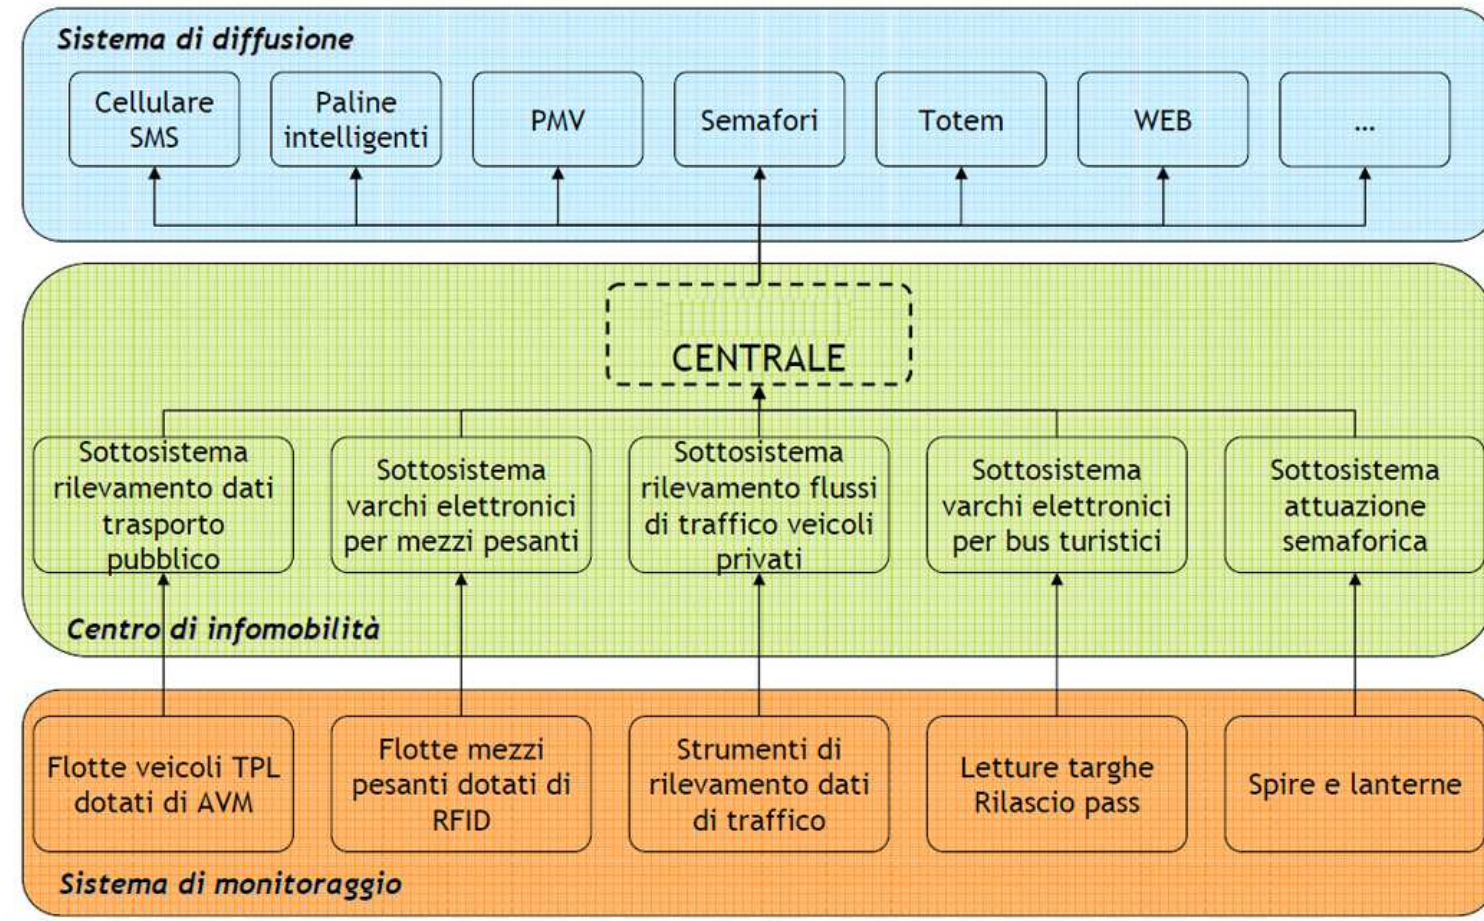 Sistema di diffusione
Cellulare
SMS
Paline
intelligenti
PMV
Semafori
Totem
WEB
...
CENTRALE
Sottosistema
rilevamento dati
trasporto
pubblico
Sottosistema
varchi elettronici
per mezzi pesanti
Sottosistema
rilevamento flussi
di traffico veicoli
privati
Sottosistema
varchi elettronici
per bus turistici
Sottosistema
attuazione
semaforica
Centro di infomobilità
Flotte veicoli TPL
dotati di AVM
Flotte mezzi
pesanti dotati di
RFID
Strumenti di
rilevamento dati
di traffico
Letture targhe
Rilascio pass
Spire e lanterne
Sistema di monitoraggio